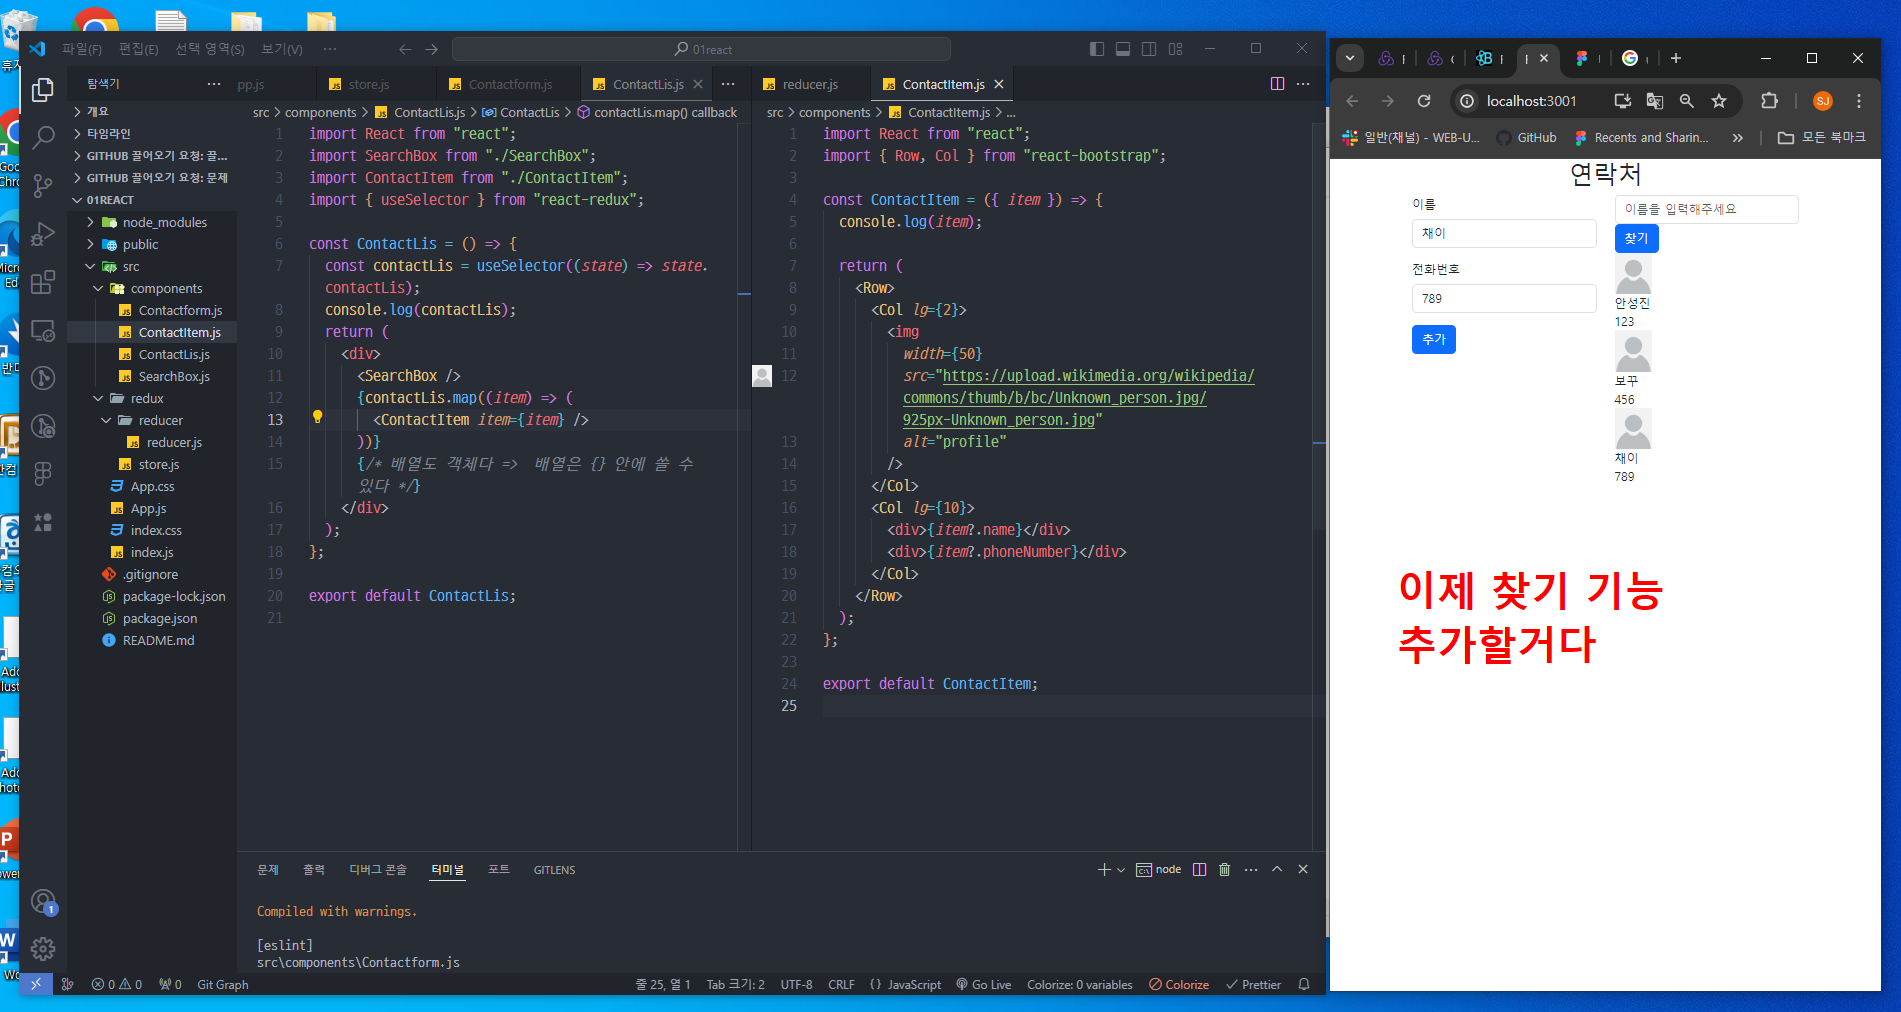 파일(F) 편집(E) 선택 영역(S) 보기(V) ···
01react
탐색기
개요
타임라인
GITHUB 끌어오기 요청: 끌...
GITHUB 끌어오기 요청: 문제
01REACT
node_modules
public
src
components
Contactform.js
ContactItem.js
ContactLis.js
SearchBox.js
redux
reducer
reducer.js
store.js
App.css
App.js
index.css
index.js
.gitignore
package-lock.json
package.json
README.md
pp.js store.js Contactform.js ContactLis.js
src > components > ContactLis.js > ContactLis > contactLis.map() callback
1 import React from "react";
2 import SearchBox from "./SearchBox";
3 import ContactItem from "./ContactItem";
4 import { useSelector } from "react-redux";
5
6 const ContactLis = () => {
7 const contactLis = useSelector((state) => state.
contactLis);
8 console.log(contactLis);
9 return (
10 <div>
11 <SearchBox />
12 {contactLis.map((item) => (
13 <ContactItem item={item} />
14 ))}
15 {/* 배열도 객체다 => 배열은 {} 안에 쓸 수
있다 */}
16 </div>
17 );
18 };
19
20 export default ContactLis;
21
reducer.js ContactItem.js
src > components > ContactItem.js > ...
1 import React from "react";
2 import { Row, Col } from "react-bootstrap";
3
4 const ContactItem = ({ item }) => {
5 console.log(item);
6
7 return (
8 <Row>
9 <Col lg={2}>
10 <img
11 width={50}
12 src="https://upload.wikimedia.org/wikipedia/
commons/thumb/b/bc/Unknown_person.jpg/
925px-Unknown_person.jpg"
13 alt="profile"
14 />
15 </Col>
16 <Col lg={10}>
17 <div>{item?.name}</div>
18 <div>{item?.phoneNumber}</div>
19 </Col>
20 </Row>
21 );
22 };
23
24 export default ContactItem;
25
문제 출력 디버그 콘솔 터미널 포트 GITLENS
node
Compiled with warnings.
[eslint]
src\components\Contactform.js
0 0 0 Git Graph
줄 25, 열 1 Tab 크기: 2 UTF-8 CRLF {} JavaScript Go Live Colorize: 0 variables Colorize Prettier
localhost:3001
SJ
일반(채널) - WEB-U... GitHub Recents and Sharin... » 모든 북마크
연락처
이름
채이
전화번호
789
추가
이름을 입력해주세요
찾기
안성진
123
보꾸
456
채이
789
이제 찾기 기능
추가할거다